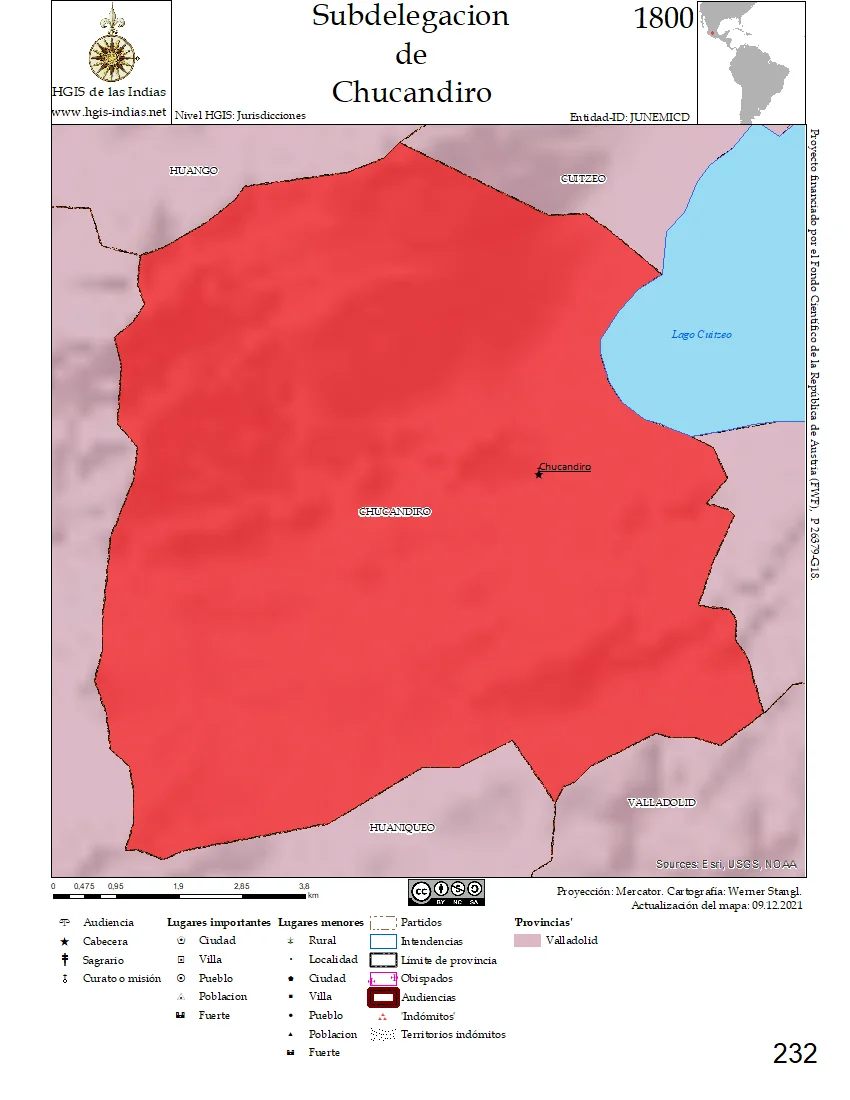 Subdelegacion
de
Chucandiro
1800
HGIS de las Indias
www.hgis-indias.net
Nivel HGIS: Jurisdicciones
Entidad-ID: JUNEMICD
HUANGO
CUITZEO
Lago Cuitzeo
Chucandiro
CHUCANDIRO
VALLADOLID
HUANIQUEO
Sources: Esri, USGS, NOAA
Proyecto financiado por el Fondo Científico de la República de Austria (FWF), P 26379-G18.
0 0,475 0,95 1,9 2,85 3,8
km
cc
BY NC SA
Proyección: Mercator. Cartografía: Werner Stangl.
Actualización del mapa: 09.12.2021
Audiencia
Cabecera
Sagrario
Curato o misión
Lugares importantes
Ciudad
Villa
Pueblo
Poblacion
Fuerte
Lugares menores
Rural
Localidad
Ciudad
Villa
Pueblo
Poblacion
Fuerte
Partidos
Intendencias
Límite de provincia
Obispados
Audiencias
'Indómitos'
Territorios indómitos
'Provincias'
Valladolid
232